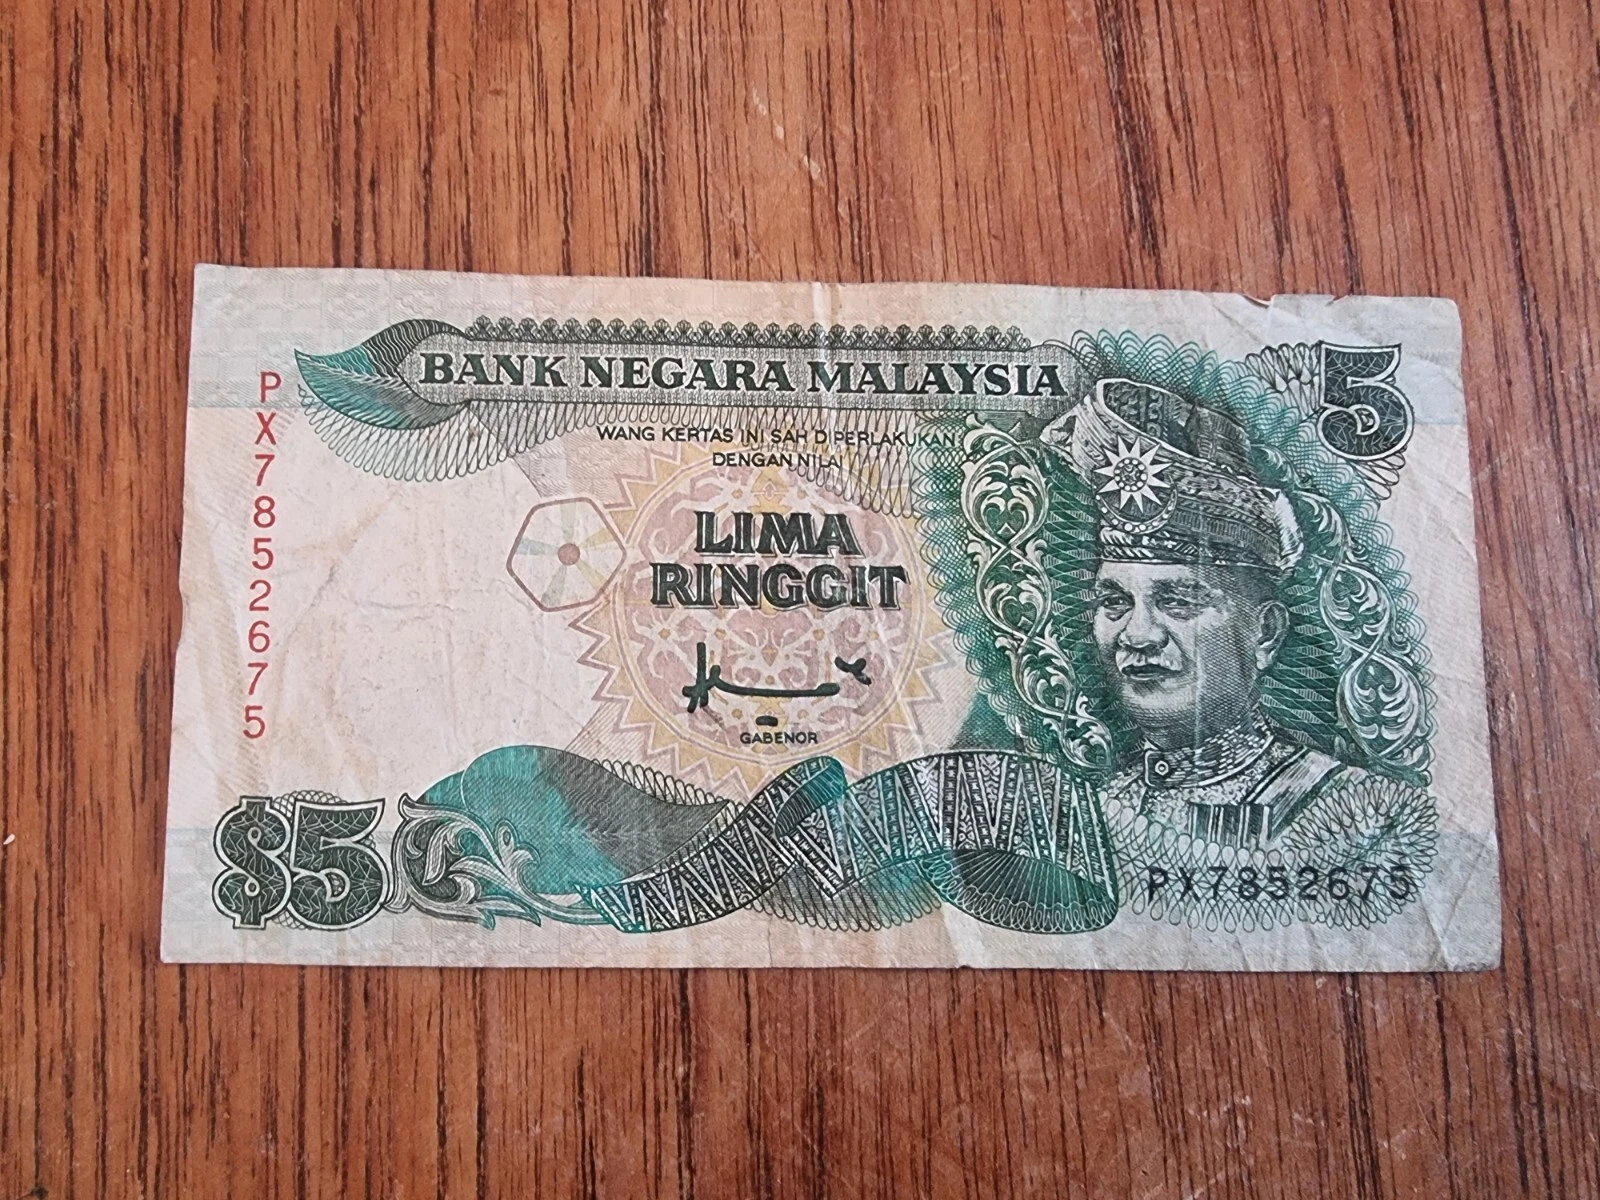 BANK NEGARA MALAYSIA
5
WANG KERTAS INI SAH DIPERLAKUKAN
DENGAN NILAI
LIMA
RINGGIT
GABENOR
PX7852675
$5
PX7852675